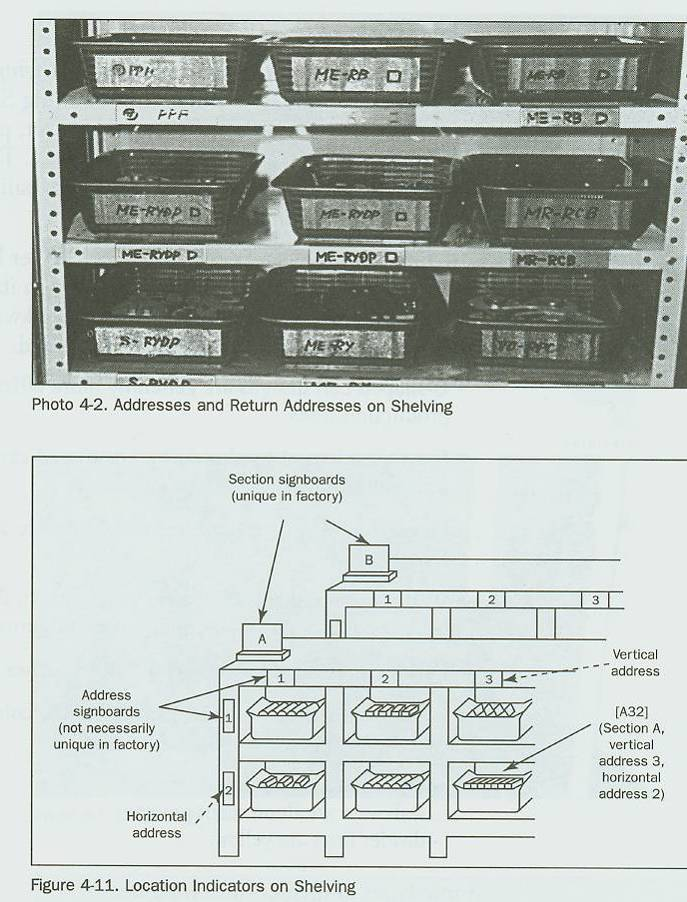 PPH
ME-RB
ME-RB
PPF
ME-RB
ME-RYDP
ME-RYDP
MR-RCB
ME-RYDP
ME-RYDP
MR-RCB
S-RYDP
ME-RY
S-RYDP
Photo 4-2. Addresses and Return Addresses on Shelving
Section signboards
(unique in factory)
B
1 2 3
A
Vertical
address
1 2 3
Address
signboards
(not necessarily
unique in factory)
1
[A32]
(Section A,
vertical
address 3,
horizontal
address 2)
2
Horizontal
address
Figure 4-11. Location Indicators on Shelving